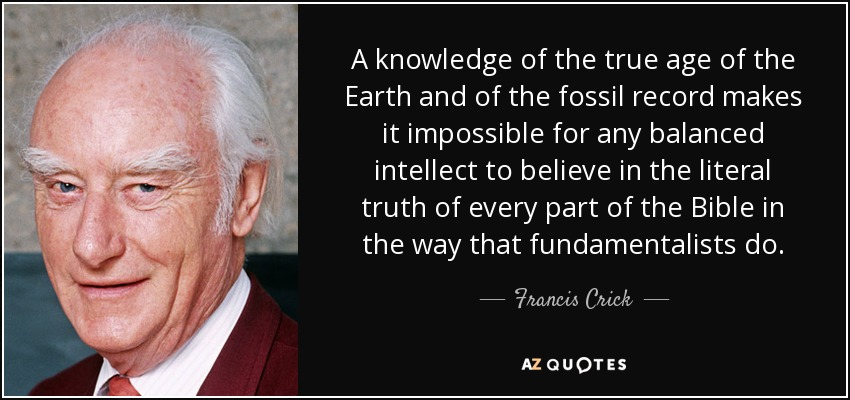 A knowledge of the true age of the
Earth and of the fossil record makes
it impossible for any balanced
intellect to believe in the literal
truth of every part of the Bible in
the way that fundamentalists do.
Francis Crick
AZ QUOTES